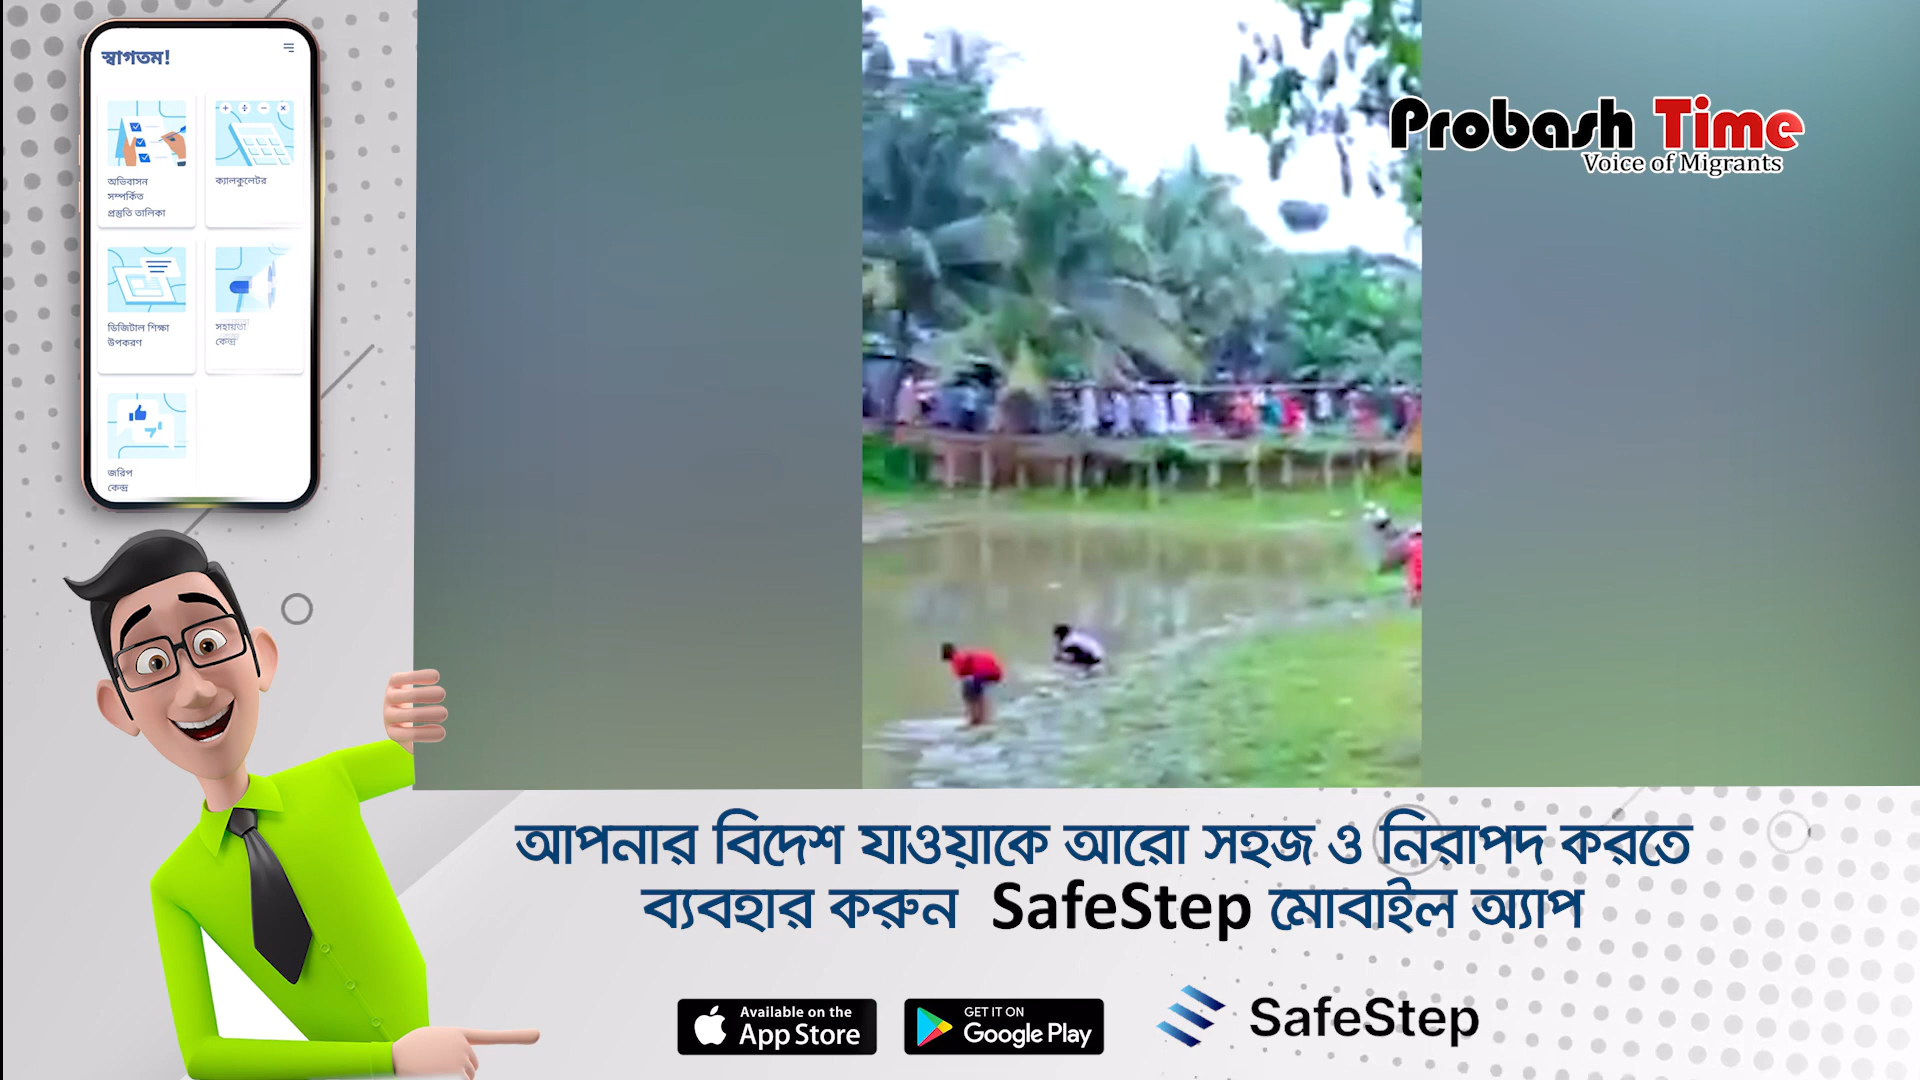 স্বাগতম!
অভিবাসন
সম্পর্কিত
প্রস্তুতি তালিকা
ক্যালকুলেটর
ডিজিটাল শিক্ষা
উপকরণ
সহায়তা
কেন্দ্র
জরিপ
কেন্দ্র
Probash Time
Voice of Migrants
আপনার বিদেশ যাওয়াকে আরো সহজ ও নিরাপদ করতে
ব্যবহার করুন SafeStep মোবাইল অ্যাপ
Available on the
App Store
GET IT ON
Google Play
SafeStep